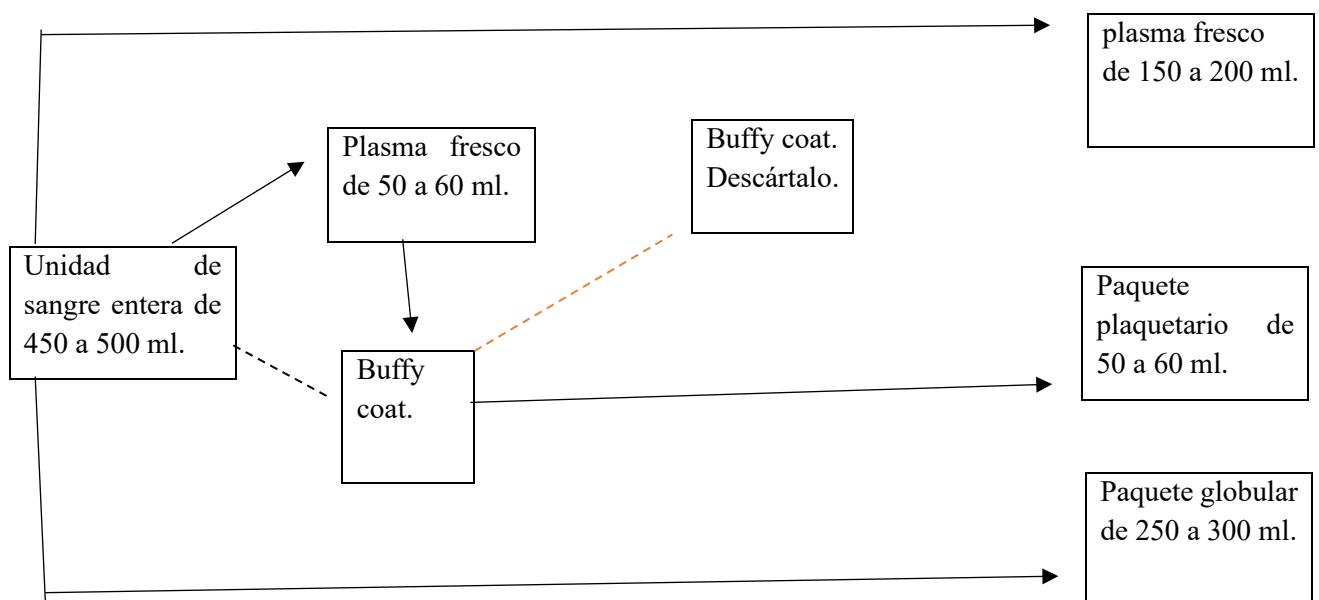 plasma fresco
de 150 a 200 ml.
Plasma fresco
de 50 a 60 ml.
Buffy coat.
Descártalo.
Unidad de
sangre entera de
450 a 500 ml.
Buffy
coat.
Paquete
plaquetario de
50 a 60 ml.
Paquete globular
de 250 a 300 ml.